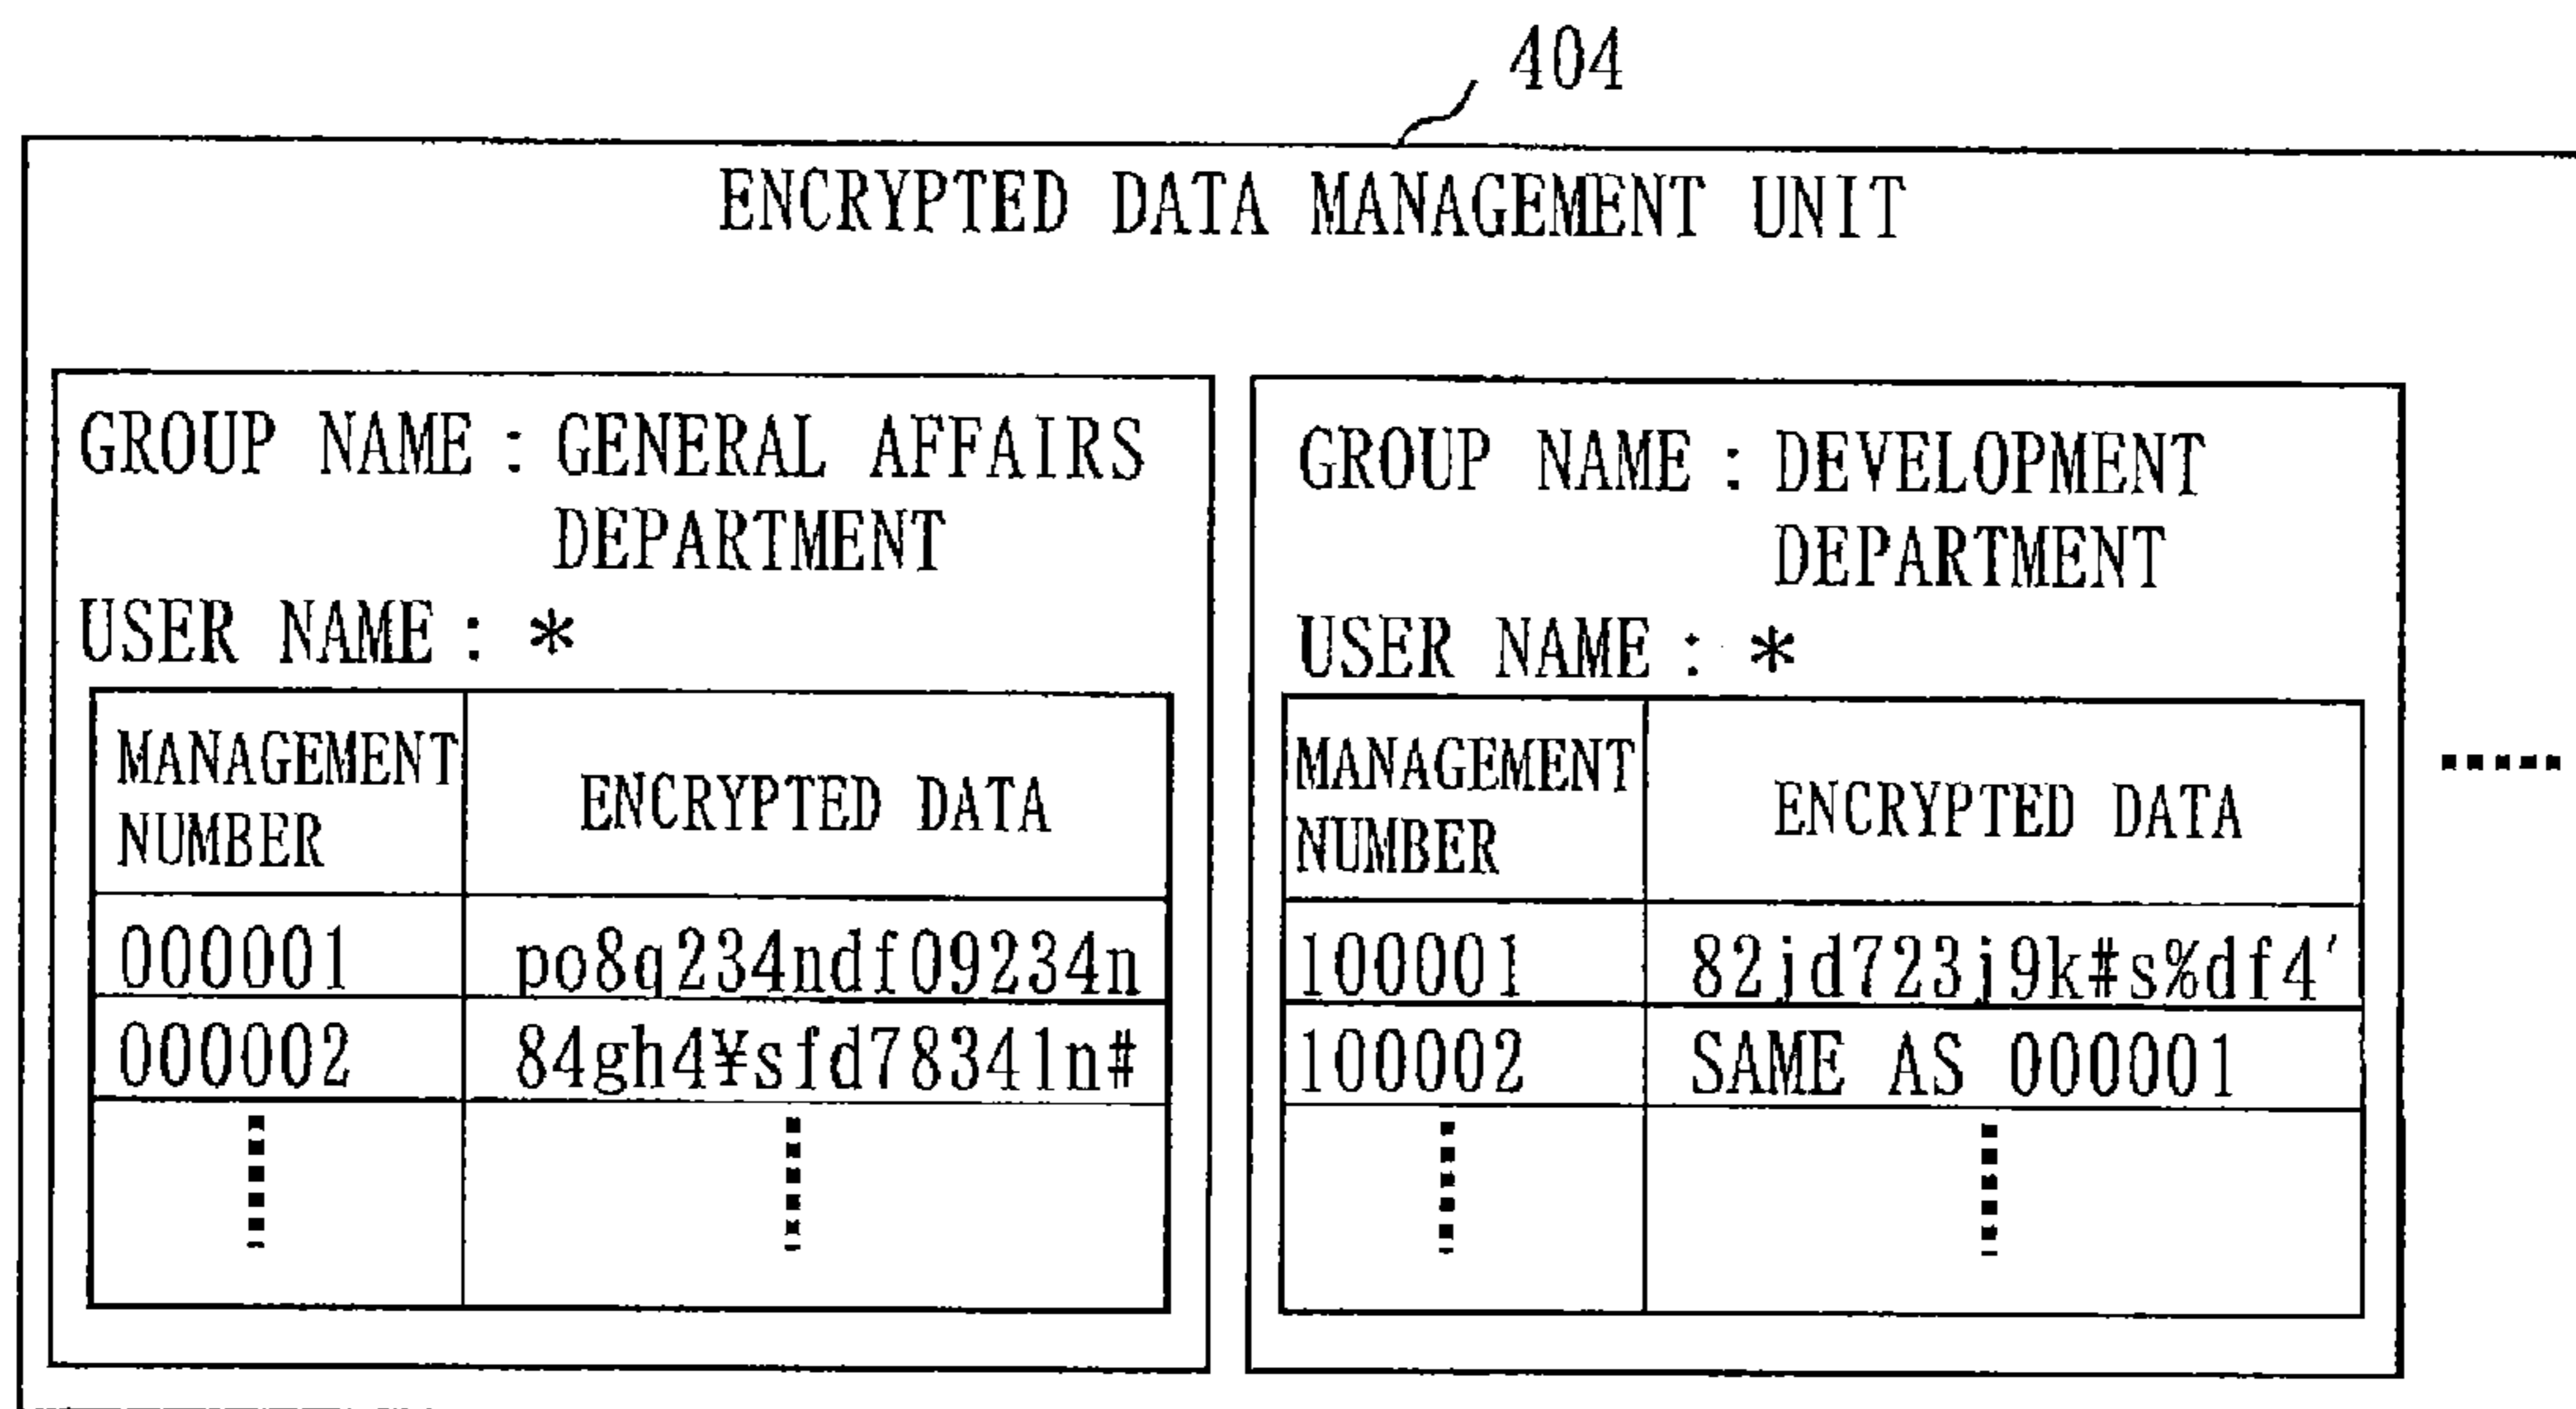 404
ENCRYPTED DATA MANAGEMENT UNIT
GROUP NAME : GENERAL AFFAIRS
DEPARTMENT
USER NAME : *
MANAGEMENT
NUMBER
ENCRYPTED DATA
000001 po8q234ndf09234n
000002 84gh4¥sfd78341n#
GROUP NAME : DEVELOPMENT
DEPARTMENT
USER NAME : *
MANAGEMENT
NUMBER
ENCRYPTED DATA
100001 82jd723j9k#s%df4'
100002 SAME AS 000001